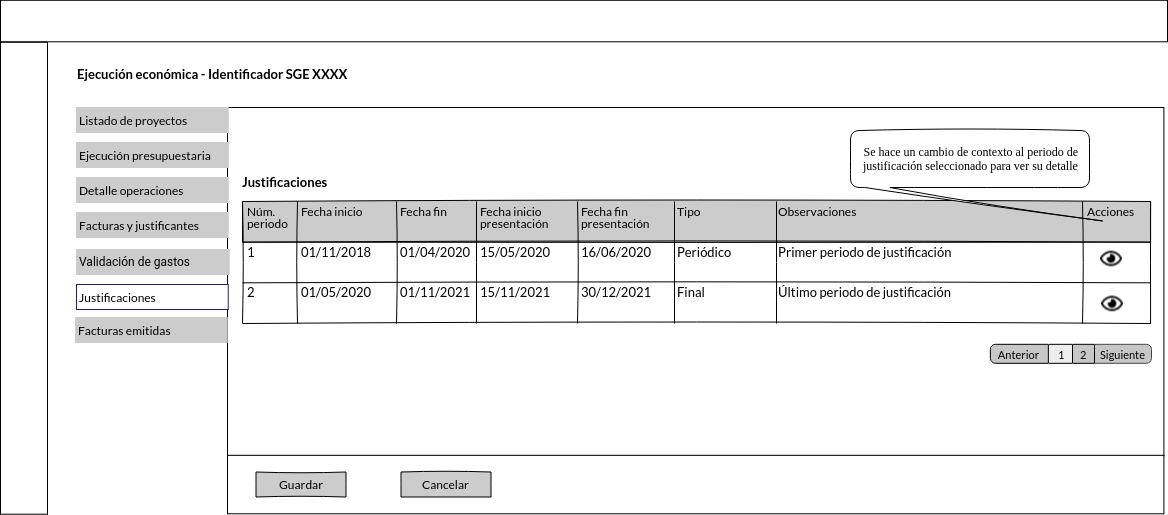 Ejecución económica - Identificador SGE XXXX
Listado de proyectos
Ejecución presupuestaria
Detalle operaciones
Facturas y justificantes
Validación de gastos
Justificaciones
Facturas emitidas
Se hace un cambio de contexto al periodo de
justificación seleccionado para ver su detalle
Justificaciones
Núm. periodo Fecha inicio Fecha fin Fecha inicio presentación Fecha fin presentación Tipo Observaciones Acciones
1 01/11/2018 01/04/2020 15/05/2020 16/06/2020 Periódico Primer periodo de justificación
2 01/05/2020 01/11/2021 15/11/2021 30/12/2021 Final Último periodo de justificación
Anterior 1 2 Siguiente
Guardar Cancelar